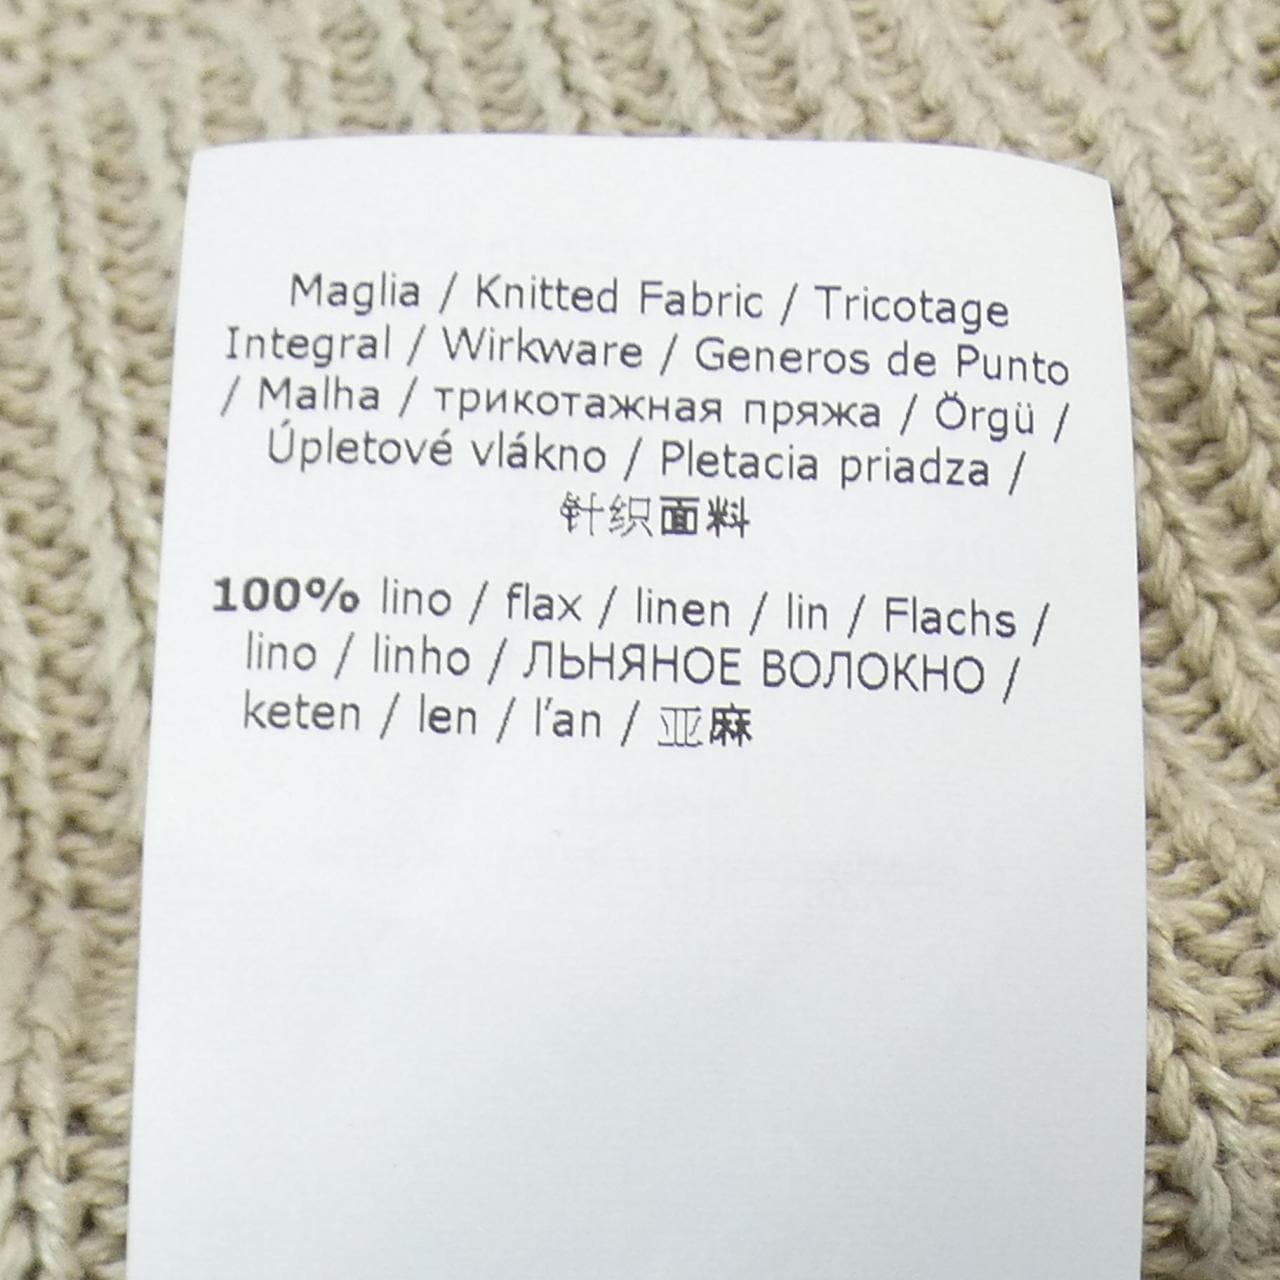 Maglia / Knitted Fabric / Tricotage
Integral / Wirkware / Generos de Punto
/ Malha / трикотажная пряжа / Örgü /
Úpletové vlákno / Pletacia priadza /
针织面料
100% lino / flax / linen / lin / Flachs /
lino / linho / ЛЬНЯНОЕ ВОЛОКНО /
keten / len / l'an / 亚麻